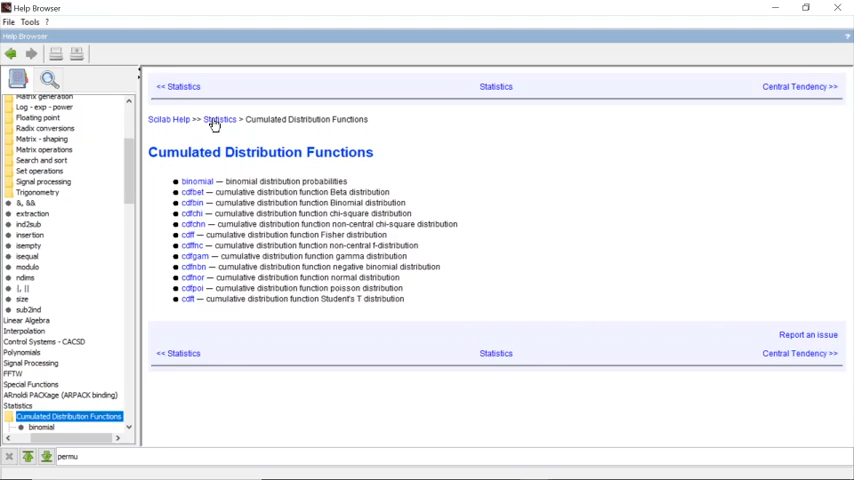 Help Browser
File Tools ?
Help Browser ?
<< Statistics Statistics Central Tendency >>
Scilab Help >> Statistics > Cumulated Distribution Functions
Cumulated Distribution Functions
binomial — binomial distribution probabilities
cdfbet — cumulative distribution function Beta distribution
cdfbin — cumulative distribution function Binomial distribution
cdfchi — cumulative distribution function chi-square distribution
cdfchn — cumulative distribution function non-central chi-square distribution
cdff — cumulative distribution function Fisher distribution
cdffnc — cumulative distribution function non-central f-distribution
cdfgam — cumulative distribution function gamma distribution
cdfnbn — cumulative distribution function negative binomial distribution
cdfnor — cumulative distribution function normal distribution
cdfpoi — cumulative distribution function poisson distribution
cdft — cumulative distribution function Student's T distribution
Report an issue
<< Statistics Statistics Central Tendency >>
Matrix generation
Log - exp - power
Floating point
Radix conversions
Matrix - shaping
Matrix operations
Search and sort
Set operations
Signal processing
Trigonometry
&, &&
extraction
ind2sub
insertion
isempty
isequal
modulo
ndims
|, ||
size
sub2ind
Linear Algebra
Interpolation
Control Systems - CACSD
Polynomials
Signal Processing
FFTW
Special Functions
ARnoldi PACKage (ARPACK binding)
Statistics
Cumulated Distribution Functions
binomial
permu